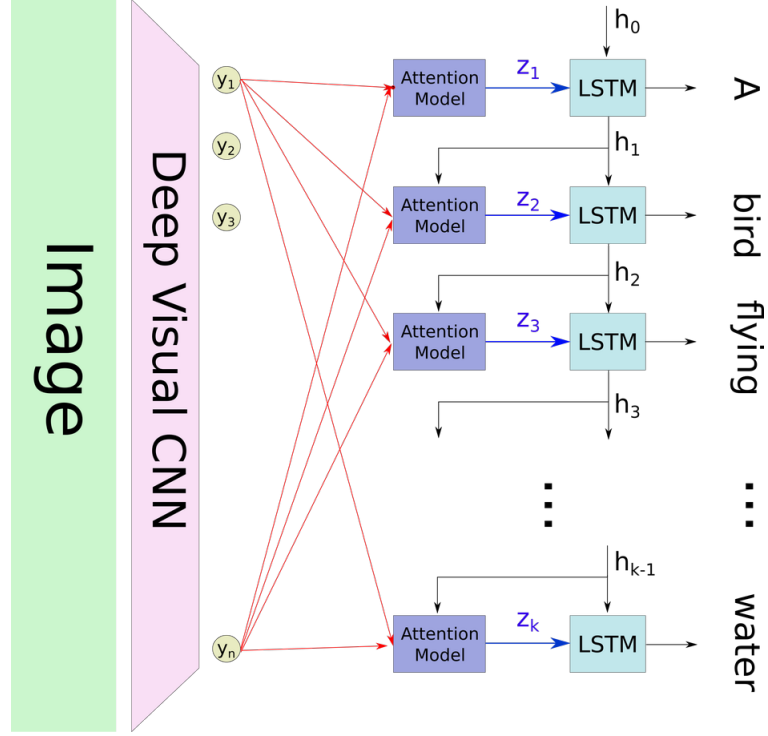 Image
Deep Visual CNN
y1
y2
y3
yn
h0
Attention
Model
z1
LSTM
A
h1
Attention
Model
z2
LSTM
bird
h2
Attention
Model
z3
LSTM
flying
h3
...
...
hk-1
Attention
Model
zk
LSTM
water